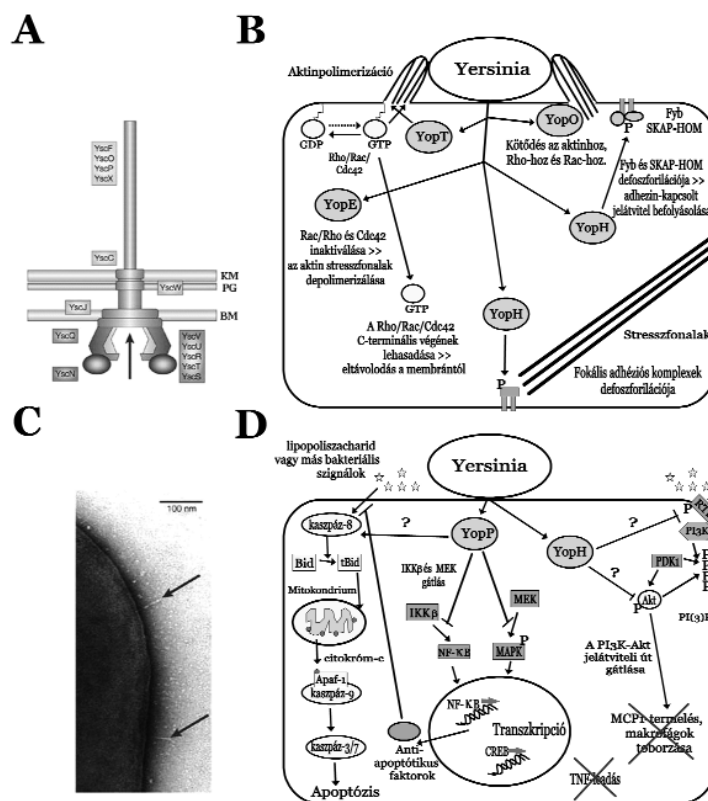 A
YscF
YscO
YscP
YscX
YscC
KM
PG
YscW
YscJ
BM
YscQ
YscN
YscV
YscU
YscR
YscT
YscS
B
Yersinia
Aktinpolimerizáció
GDP
GTP
Rho/Rac/
Cdc42
YopT
YopO
Kötődés az aktinhoz,
Rho-hoz és Rac-hoz.
P
Fyb
SKAP-HOM
Fyb és SKAP-HOM
defoszforilációja >>
adhezin-kapcsolt
jelátvitel befolyásolása
YopE
Rac/Rho és Cdc42
inaktiválása >>
az aktin stresszfonalak
depolimerizálása
YopH
GTP
A Rho/Rac/Cdc42
C-terminális végének
lehasadása >>
eltávolodás a membrántól
YopH
P
Stresszfonalak
Fokális adhéziós komplexek
defoszforilációja
C
100 nm
D
lipopoliszacharid
vagy más bakteriális
szignálok
Yersinia
kaszpáz-8
?
YopP
YopH
?
?
P
PI3K
PDK1
P
Akt
PI(3)P
Bid
tBid
Mitokondrium
citokróm-c
Apaf-1
kaszpáz-9
kaszpáz-3/7
Apoptózis
IKKβ és MEK
gátlás
IKKβ
MEK
NF-KB
MAPK
P
NF-KB
Transzkripció
CREB
Anti-
apoptótikus
faktorok
A PI3K-Akt
jelátviteli út
gátlása
MCP1 termelés,
makrofágok
toborzása
TNF-leadás